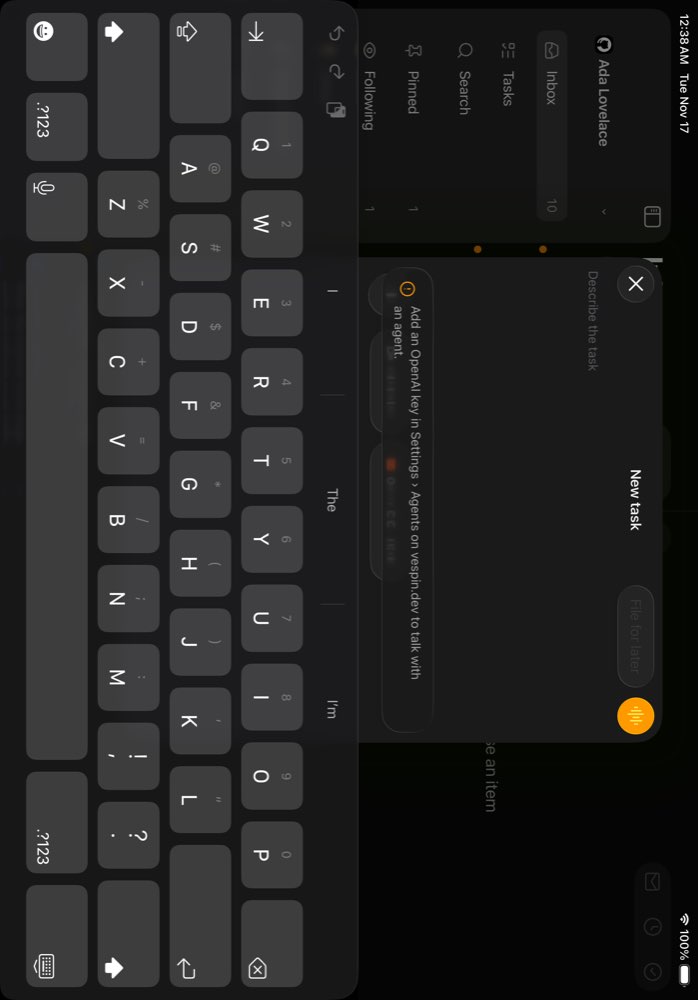 12:38 AM Tue Nov 17
100%
New task
File for later
Ada Lovelace
Describe the task
Inbox 10
Tasks
se an item
Search
Pinned 1
Add an OpenAI key in Settings › Agents on vespin.dev to talk with
an agent.
Following 1
I The I'm
1 2 3 4 5 6 7 8 9 0
Q W E R T Y U I O P
@ # $ & * ( ) ' "
A S D F G H J K L
% - + = / ; : ! ?
Z X C V B N M , .
.?123 .?123